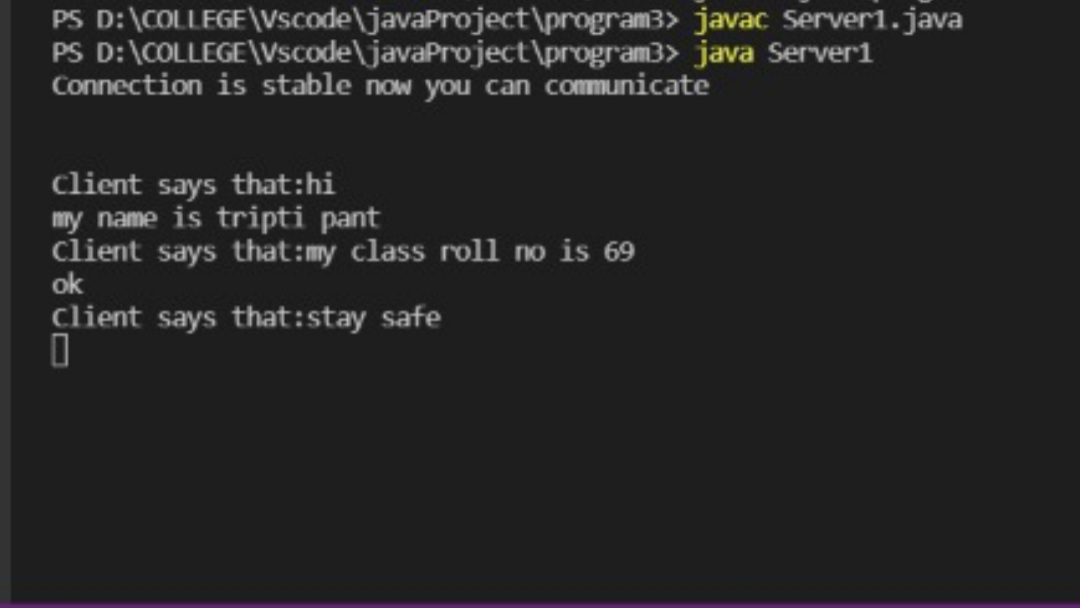 PS D:\COLLEGE\Vscode\javaProject\program3> javac Server1.java
PS D:\COLLEGE\Vscode\javaProject\program3> java Server1
Connection is stable now you can communicate
Client says that:hi
my name is tripti pant
Client says that:my class roll no is 69
ok
Client says that:stay safe